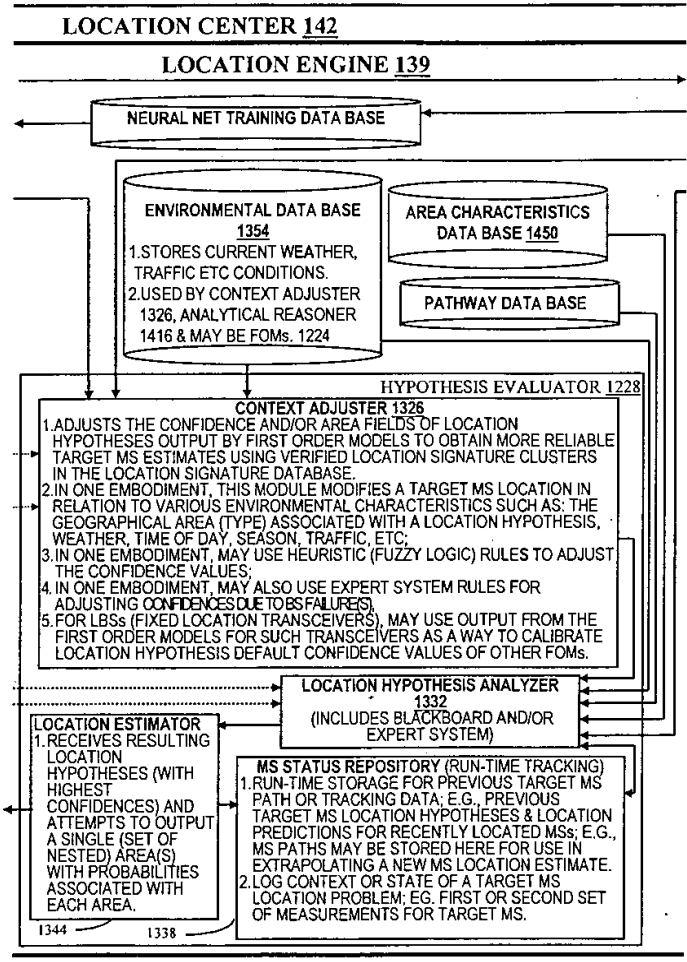 LOCATION CENTER 142
LOCATION ENGINE 139
NEURAL NET TRAINING DATA BASE
ENVIRONMENTAL DATA BASE
1354
1.STORES CURRENT WEATHER,
TRAFFIC ETC CONDITIONS.
2.USED BY CONTEXT ADJUSTER
1326, ANALYTICAL REASONER
1416 & MAY BE FOMs. 1224
AREA CHARACTERISTICS
DATA BASE 1450
PATHWAY DATA BASE
HYPOTHESIS EVALUATOR 1228
CONTEXT ADJUSTER 1326
1.ADJUSTS THE CONFIDENCE AND/OR AREA FIELDS OF LOCATION
HYPOTHESES OUTPUT BY FIRST ORDER MODELS TO OBTAIN MORE RELIABLE
TARGET MS ESTIMATES USING VERIFIED LOCATION SIGNATURE CLUSTERS
IN THE LOCATION SIGNATURE DATABASE.
2.IN ONE EMBODIMENT, THIS MODULE MODIFIES A TARGET MS LOCATION IN
RELATION TO VARIOUS ENVIRONMENTAL CHARACTERISTICS SUCH AS: THE
GEOGRAPHICAL AREA (TYPE) ASSOCIATED WITH A LOCATION HYPOTHESIS,
WEATHER, TIME OF DAY, SEASON, TRAFFIC, ETC;
3.IN ONE EMBODIMENT, MAY USE HEURISTIC (FUZZY LOGIC) RULES TO ADJUST
THE CONFIDENCE VALUES;
4.IN ONE EMBODIMENT, MAY ALSO USE EXPERT SYSTEM RULES FOR
ADJUSTING CONFIDENCES DUE TO BS FAILURE(S),
5. FOR LBSs (FIXED LOCATION TRANSCEIVERS), MAY USE OUTPUT FROM THE
FIRST ORDER MODELS FOR SUCH TRANSCEIVERS AS A WAY TO CALIBRATE
LOCATION HYPOTHESIS DEFAULT CONFIDENCE VALUES OF OTHER FOMs.
LOCATION HYPOTHESIS ANALYZER
1332
(INCLUDES BLACKBOARD AND/OR
EXPERT SYSTEM)
LOCATION ESTIMATOR
1.RECEIVES RESULTING
LOCATION
HYPOTHESES (WITH
HIGHEST
CONFIDENCES) AND
ATTEMPTS TO OUTPUT
A SINGLE (SET OF
NESTED) AREA(S)
WITH PROBABILITIES
ASSOCIATED WITH
EACH AREA.
1344
MS STATUS REPOSITORY (RUN-TIME TRACKING)
1.RUN-TIME STORAGE FOR PREVIOUS TARGET MS
PATH OR TRACKING DATA; E.G., PREVIOUS
TARGET MS LOCATION HYPOTHESES & LOCATION
PREDICTIONS FOR RECENTLY LOCATED MSs; E.G.,
MS PATHS MAY BE STORED HERE FOR USE IN
EXTRAPOLATING A NEW MS LOCATION ESTIMATE.
2.LOG CONTEXT OR STATE OF A TARGET MS
LOCATION PROBLEM; EG. FIRST OR SECOND SET
OF MEASUREMENTS FOR TARGET MS.
1338